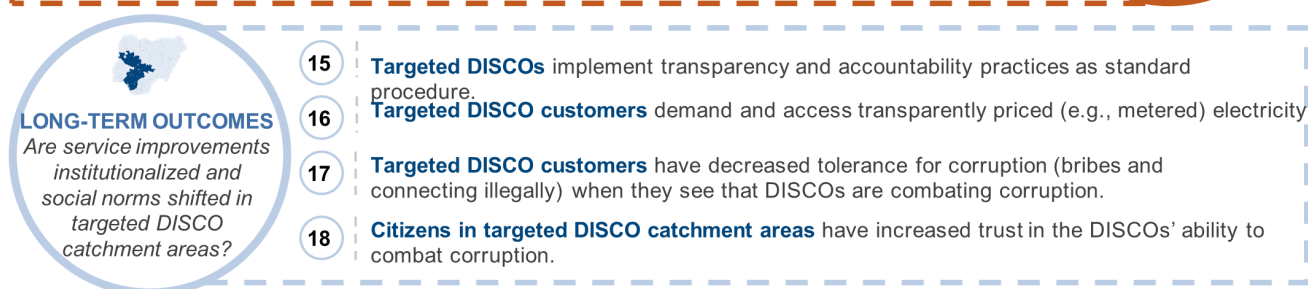 LONG-TERM OUTCOMES
Are service improvements
institutionalized and
social norms shifted in
targeted DISCO
catchment areas?
15
Targeted DISCOs implement transparency and accountability practices as standard
procedure.
16
Targeted DISCO customers demand and access transparently priced (e.g., metered) electricity
17
Targeted DISCO customers have decreased tolerance for corruption (bribes and
connecting illegally) when they see that DISCOs are combating corruption.
18
Citizens in targeted DISCO catchment areas have increased trust in the DISCOs' ability to
combat corruption.